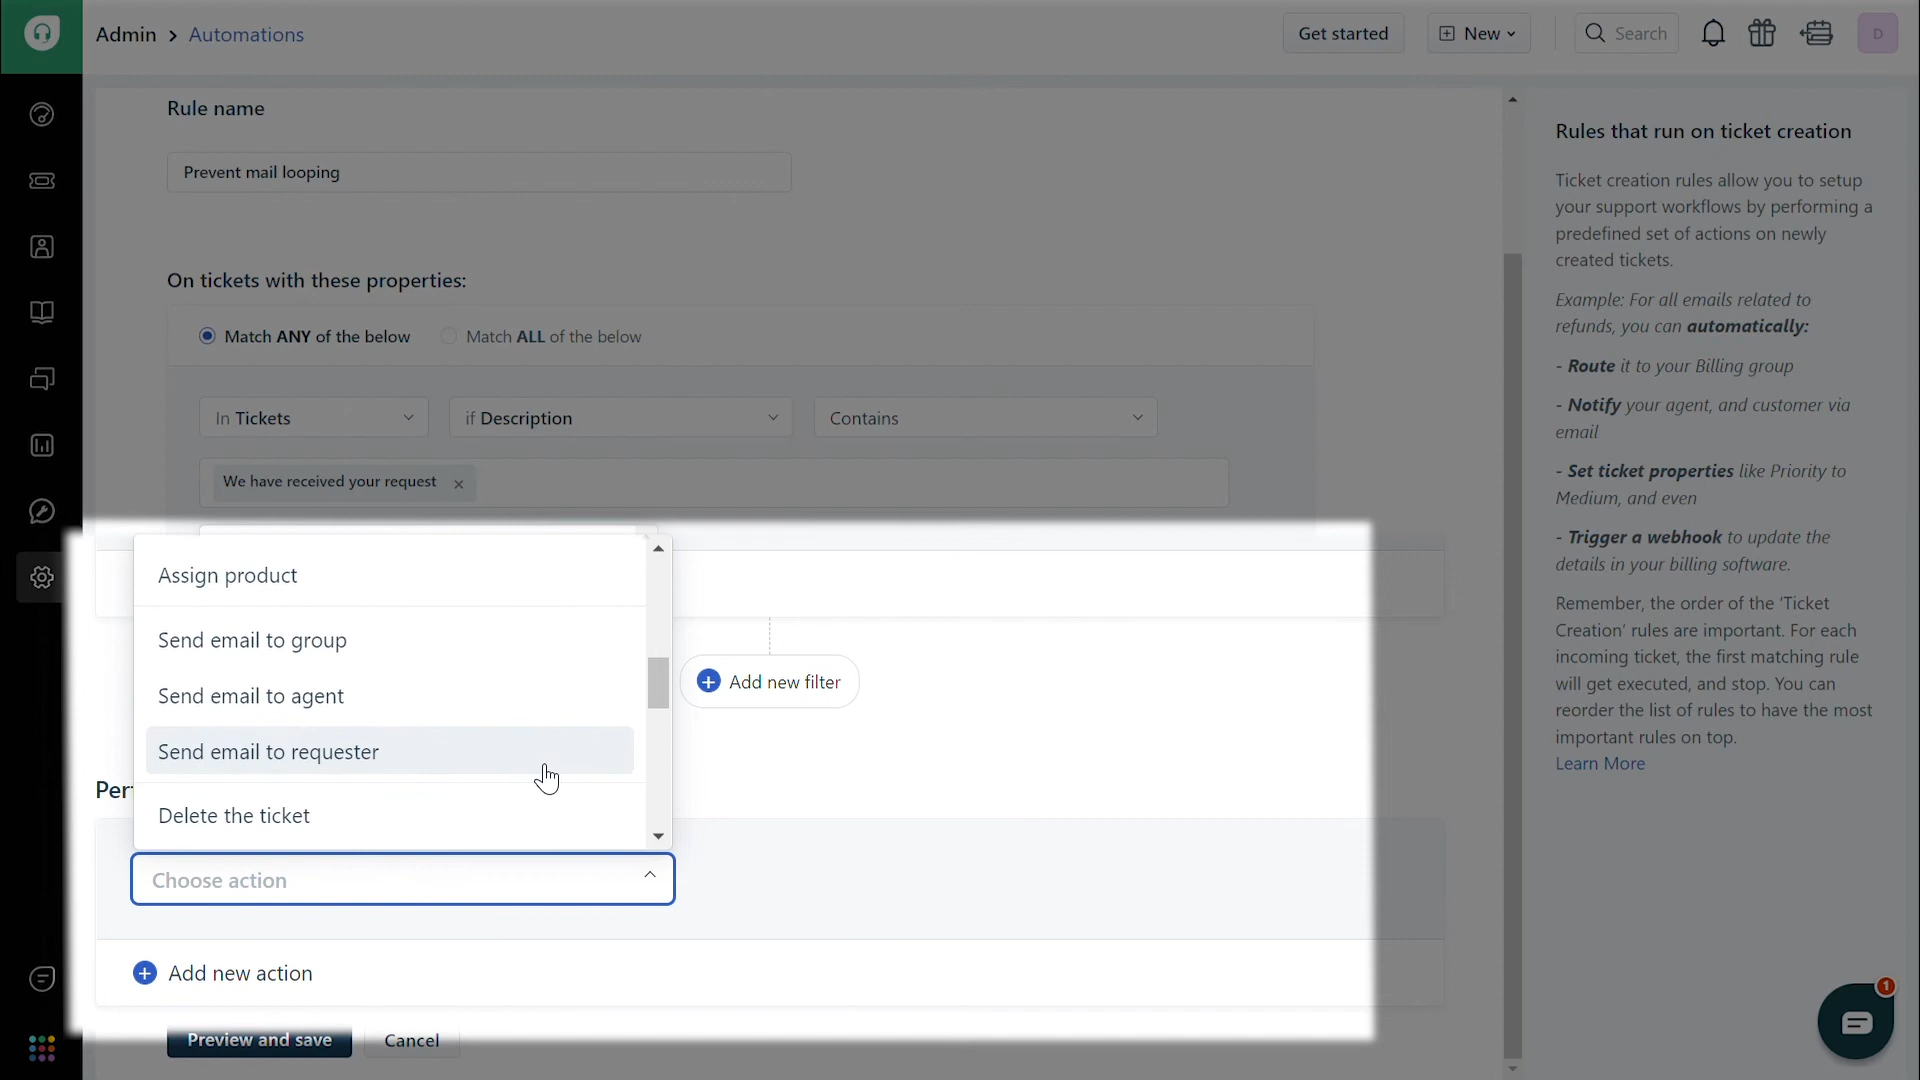 Admin > Automations
Get started
New
Search
D
Rule name
Prevent mail looping
On tickets with these properties:
Match ANY of the below
Match ALL of the below
In Tickets
if Description
Contains
We have received your request ×
Assign product
Send email to group
Send email to agent
Send email to requester
Delete the ticket
Add new filter
Choose action
Add new action
Preview and save
Cancel
Rules that run on ticket creation
Ticket creation rules allow you to setup
your support workflows by performing a
predefined set of actions on newly
created tickets.
Example: For all emails related to
refunds, you can automatically:
- Route it to your Billing group
- Notify your agent, and customer via
email
- Set ticket properties like Priority to
Medium, and even
- Trigger a webhook to update the
details in your billing software.
Remember, the order of the ‘Ticket
Creation’ rules are important. For each
incoming ticket, the first matching rule
will get executed, and stop. You can
reorder the list of rules to have the most
important rules on top.
Learn More
1